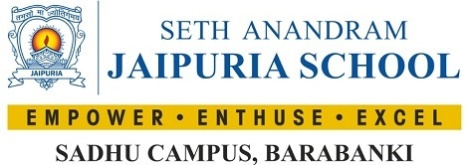 JAIPURIA
SETH ANANDRAM
JAIPURIA SCHOOL
EMPOWER • ENTHUSE • EXCEL
SADHU CAMPUS, BARABANKI